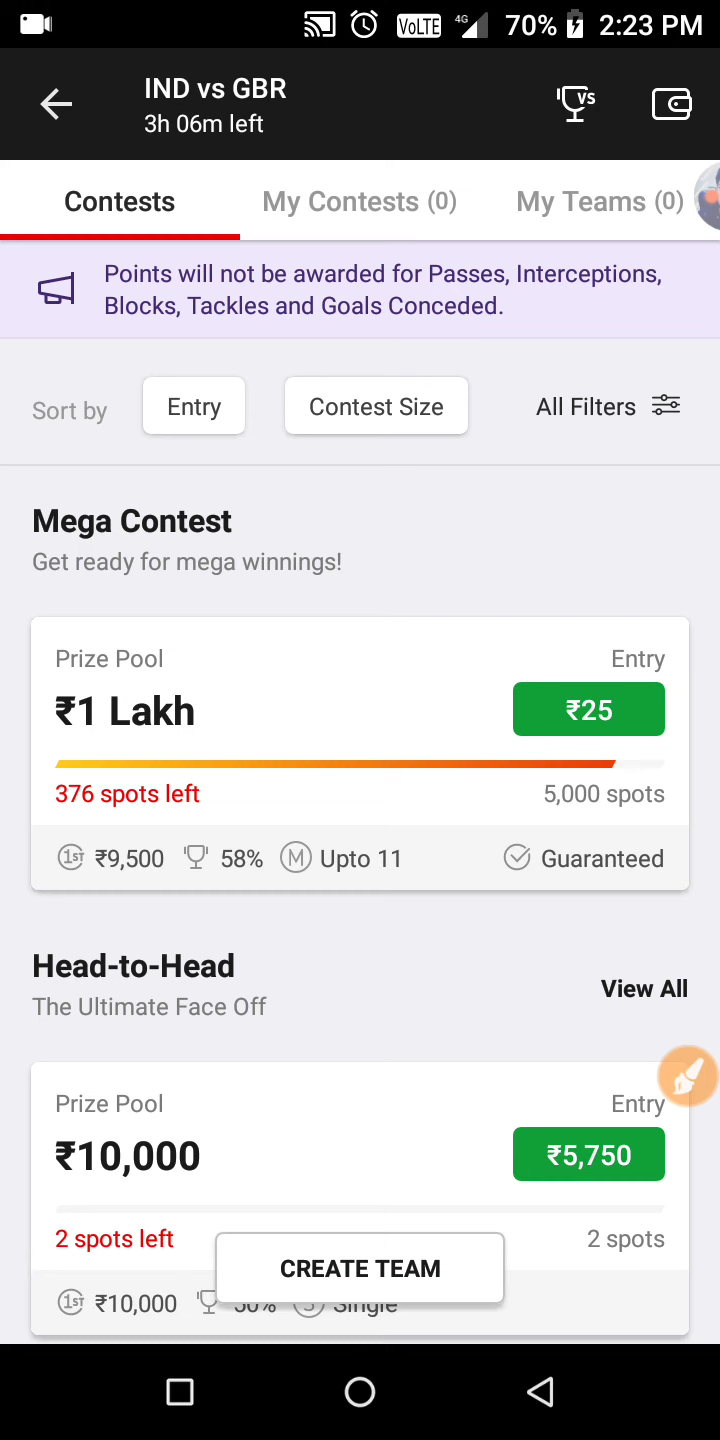 VoLTE 4G 70% 2:23 PM
IND vs GBR
3h 06m left
VS
Contests My Contests (0) My Teams (0)
Points will not be awarded for Passes, Interceptions,
Blocks, Tackles and Goals Conceded.
Sort by Entry Contest Size All Filters
Mega Contest
Get ready for mega winnings!
Prize Pool Entry
₹1 Lakh ₹25
376 spots left 5,000 spots
1ST ₹9,500 58% M Upto 11 Guaranteed
Head-to-Head
The Ultimate Face Off
View All
Prize Pool Entry
₹10,000 ₹5,750
2 spots left 2 spots
CREATE TEAM
1ST ₹10,000 50% S Single